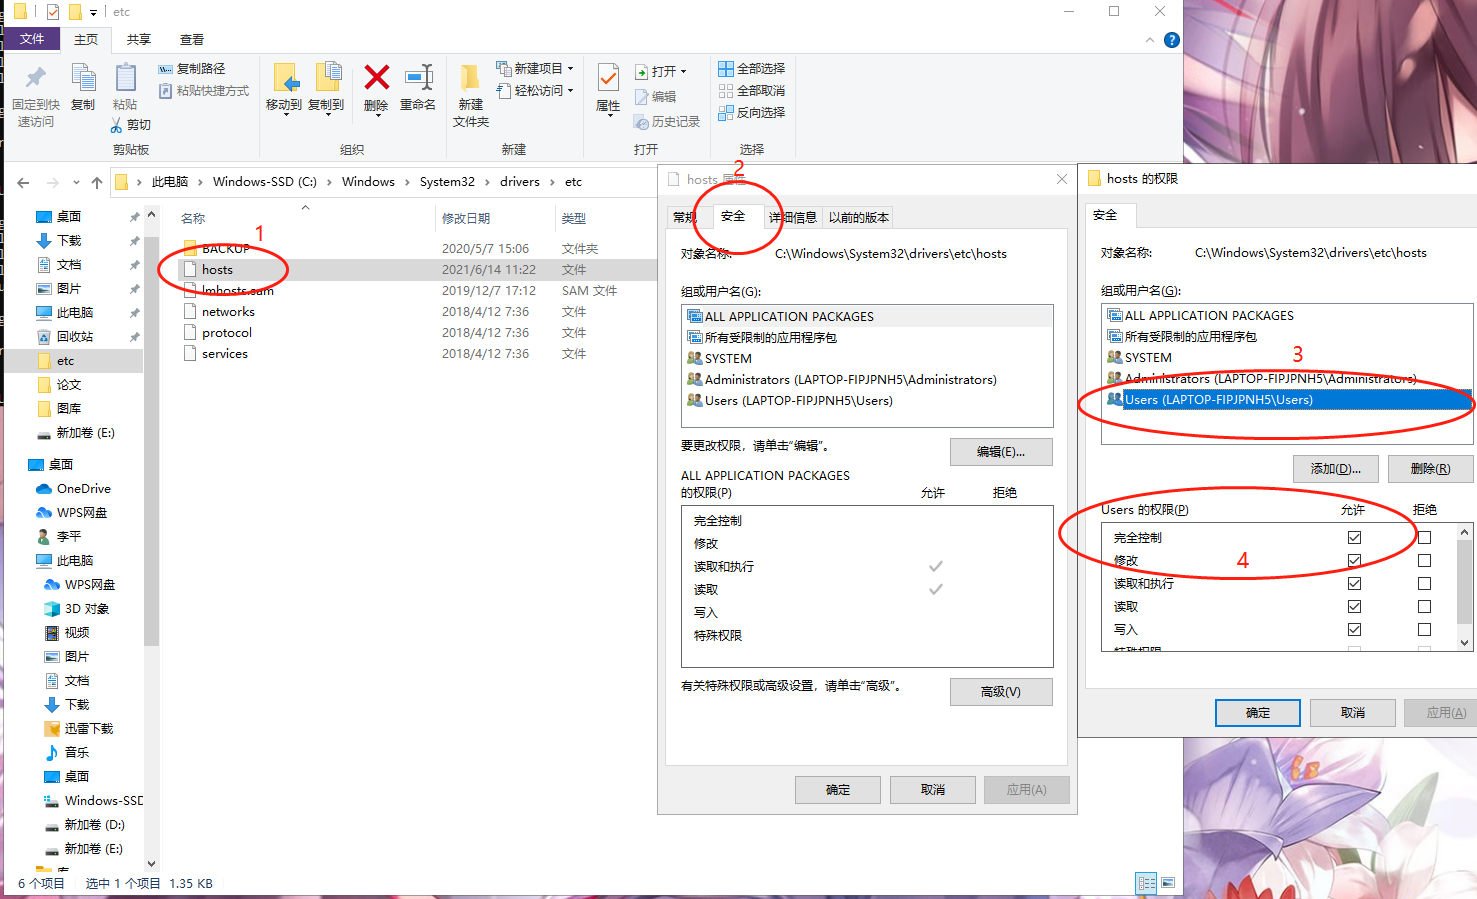 etc
文件
主页
共享
查看
固定到快
速访问
复制
粘贴
复制路径
粘贴快捷方式
剪切
剪贴板
移动到
复制到
删除
重命名
组织
新建
文件夹
新建项目
轻松访问
新建
属性
打开
编辑
历史记录
打开
全部选择
全部取消
反向选择
选择
此电脑
Windows-SSD (C:)
Windows
System32
drivers
etc
桌面
下载
文档
图片
此电脑
回收站
etc
论文
图库
新加卷 (E:)
桌面
OneDrive
WPS网盘
李平
此电脑
WPS网盘
3D 对象
视频
图片
文档
下载
迅雷下载
音乐
桌面
Windows-SSD
新加卷 (D:)
新加卷 (E:)
名称
修改日期
类型
1
BACKUP
2020/5/7 15:06
文件夹
hosts
2021/6/14 11:22
文件
lmhosts.sam
2019/12/7 17:12
SAM 文件
networks
2018/4/12 7:36
文件
protocol
2018/4/12 7:36
文件
services
2018/4/12 7:36
文件
6 个项目
选中 1 个项目 1.35 KB
2
hosts 属性
常规
安全
详细信息
以前的版本
对象名称:
C:\Windows\System32\drivers\etc\hosts
组或用户名(G):
ALL APPLICATION PACKAGES
所有受限制的应用程序包
SYSTEM
Administrators (LAPTOP-FIPJPNH5\Administrators)
Users (LAPTOP-FIPJPNH5\Users)
要更改权限，请单击“编辑”。
编辑(E)...
ALL APPLICATION PACKAGES
的权限(P)
允许
拒绝
完全控制
修改
读取和执行
读取
写入
特殊权限
有关特殊权限或高级设置，请单击“高级”。
高级(V)
确定
取消
应用(A)
hosts 的权限
安全
对象名称:
C:\Windows\System32\drivers\etc\hosts
组或用户名(G):
ALL APPLICATION PACKAGES
所有受限制的应用程序包
SYSTEM
3
Administrators (LAPTOP-FIPJPNH5\Administrators)
Users (LAPTOP-FIPJPNH5\Users)
添加(D)...
删除(R)
Users 的权限(P)
允许
拒绝
完全控制
修改
4
读取和执行
读取
写入
特殊权限
确定
取消
应用(A)